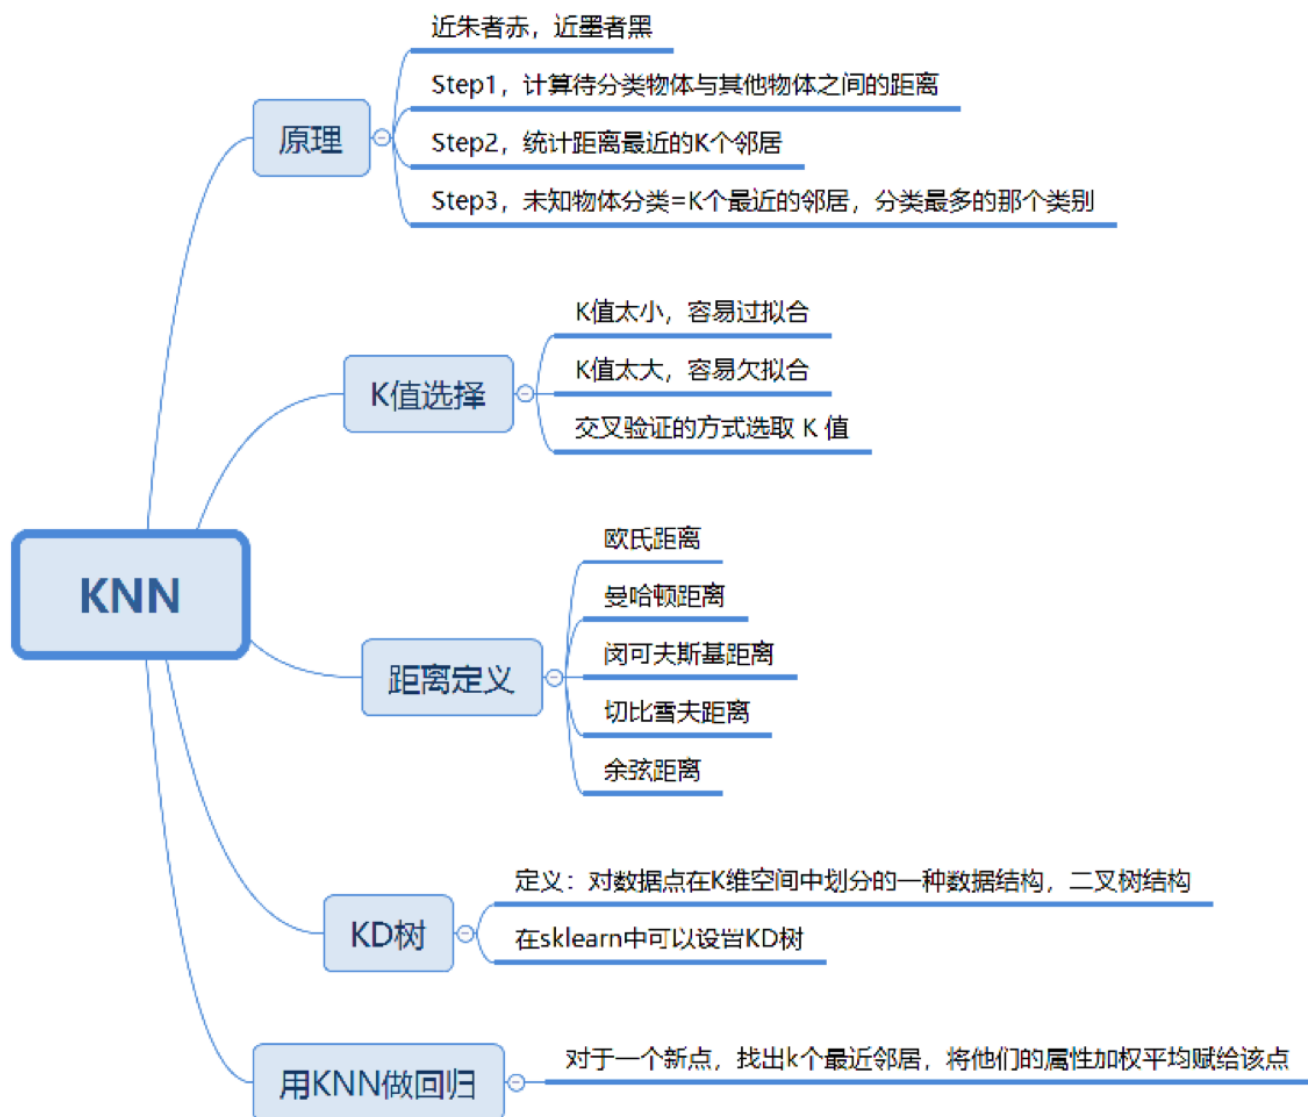 近朱者赤，近墨者黑
Step1，计算待分类物体与其他物体之间的距离
原理
Step2，统计距离最近的K个邻居
Step3，未知物体分类=K个最近的邻居，分类最多的那个类别
K值太小，容易过拟合
K值选择
K值太大，容易欠拟合
交叉验证的方式选取 K 值
KNN
欧氏距离
曼哈顿距离
距离定义
闵可夫斯基距离
切比雪夫距离
余弦距离
KD树
定义：对数据点在K维空间中划分的一种数据结构，二叉树结构
在sklearn中可以设置KD树
用KNN做回归
对于一个新点，找出k个最近邻居，将他们的属性加权平均赋给该点